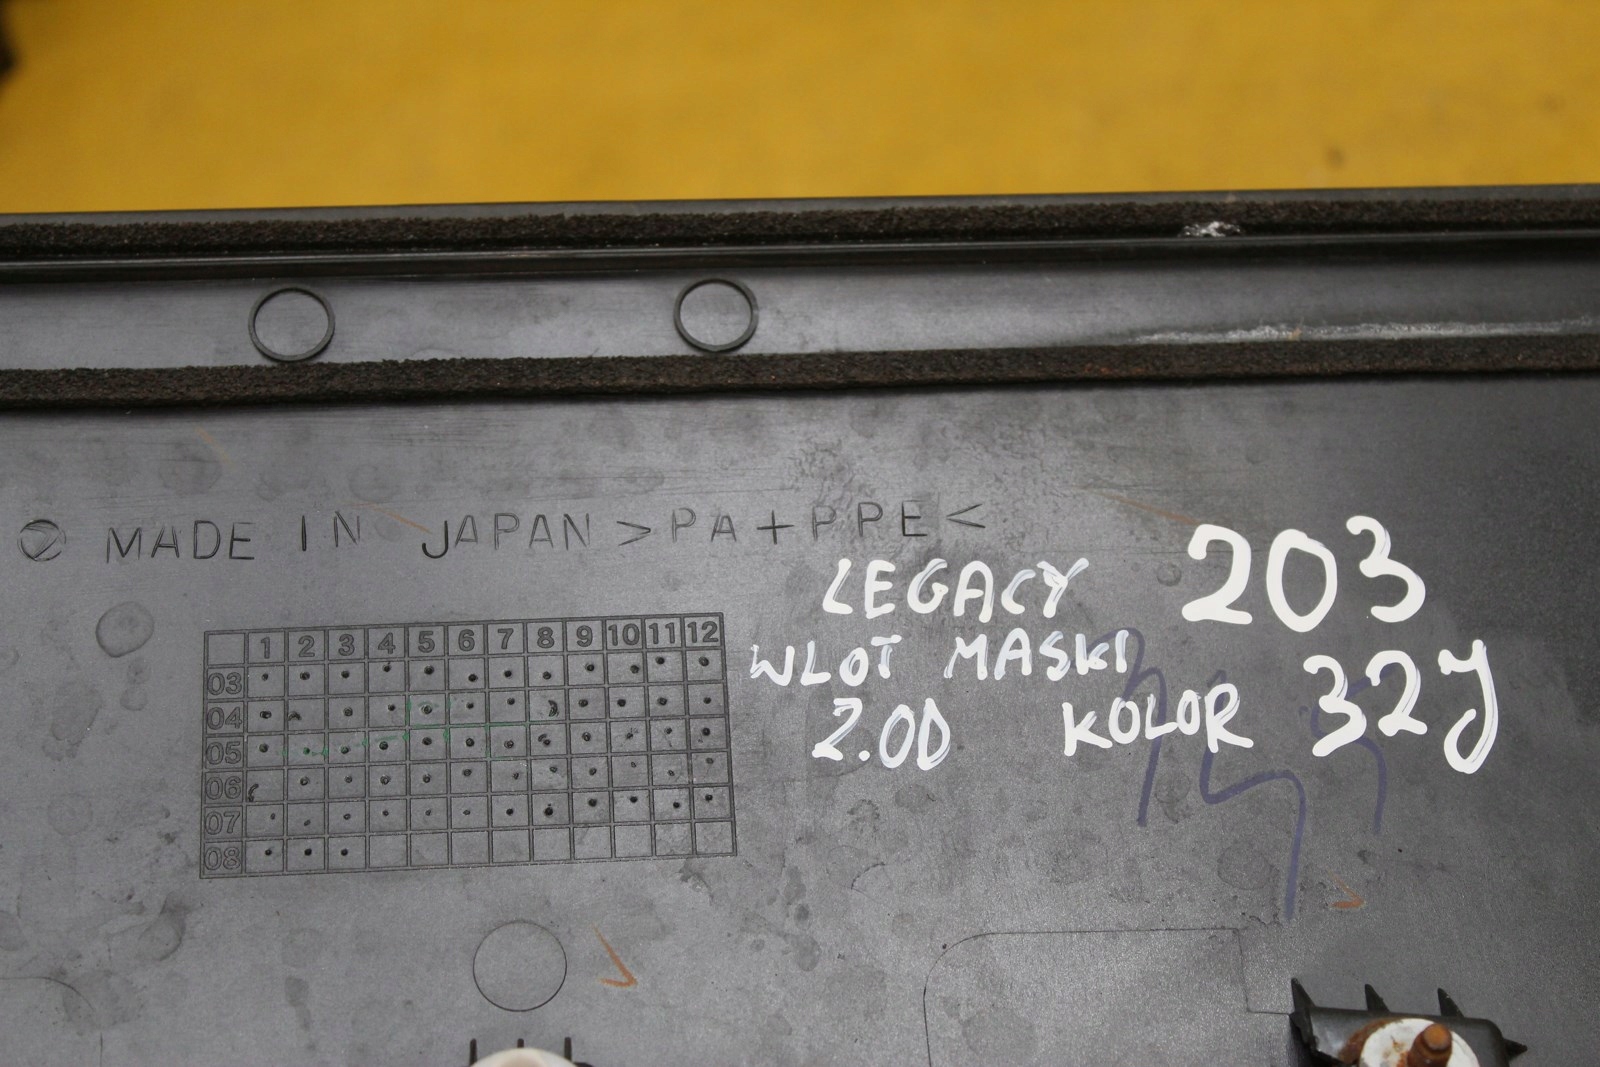 MADE IN JAPAN >PA+PPE<
LEGACY 203
WLOT MASKI
2.0D KOLOR 32J
1 2 3 4 5 6 7 8 9 10 11 12
03
04
05
06
07
08